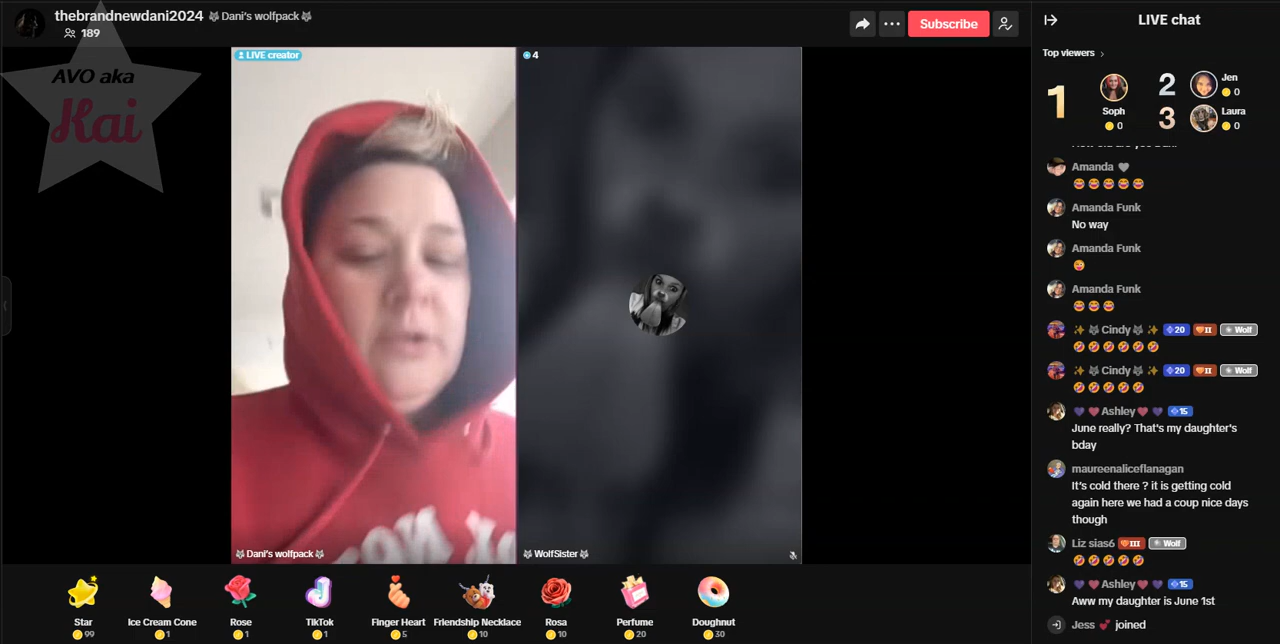 thebrandnewdani2024 🐺 Dani's wolfpack 🐺
189
Subscribe
AVO aka
Kai
LIVE creator
4
🐺 Dani's wolfpack 🐺
🐺 WolfSister 🐺
Star
99
Ice Cream Cone
1
Rose
1
TikTok
1
Finger Heart
5
Friendship Necklace
10
Rosa
10
Perfume
20
Doughnut
30
LIVE chat
Top viewers
1
Soph
0
2
Jen
0
3
Laura
0
Amanda 🤍
😂😂😂😂😂
Amanda Funk
No way
Amanda Funk
😜
Amanda Funk
😂😂😂
✨🐺Cindy🐺✨ 20 II Wolf
🤣🤣🤣🤣🤣🤣
✨🐺Cindy🐺✨ 20 II Wolf
🤣🤣🤣🤣🤣
💜❤️Ashley❤️💜 15
June really? That's my daughter's
bday
maureenaliceflanagan
It's cold there ? it is getting cold
again here we had a coup nice days
though
Liz sias6 III Wolf
🤣🤣🤣🤣🤣
💜❤️Ashley❤️💜 15
Aww my daughter is June 1st
Jess 💕 joined